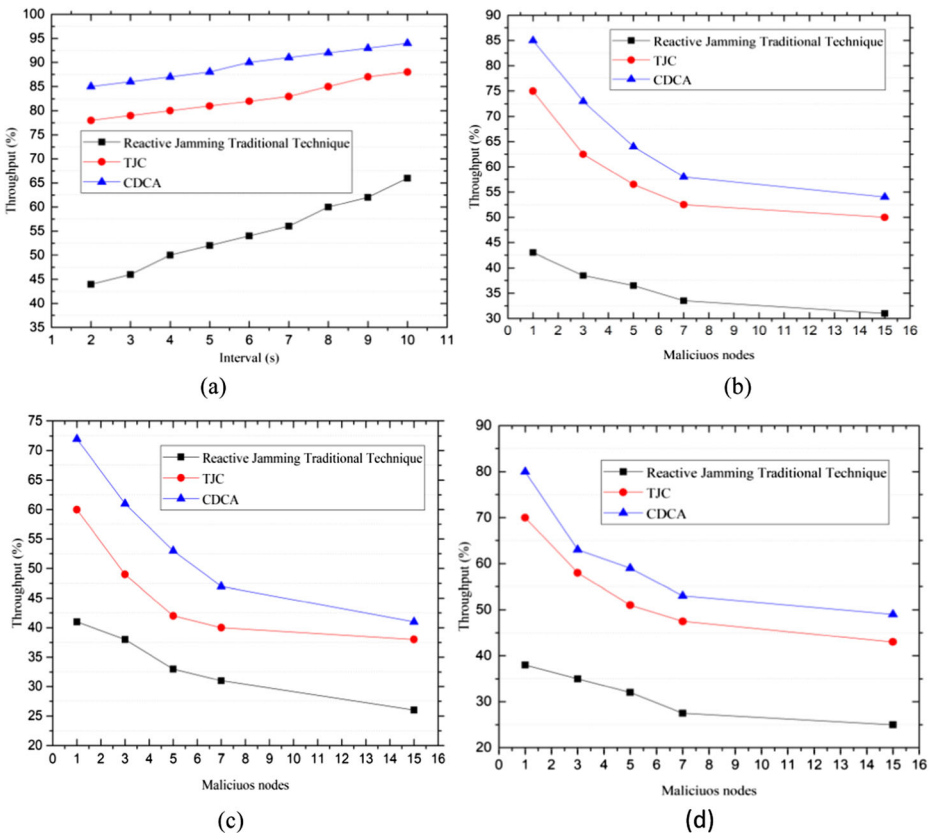 100
95
90
85
80
75
70
65
60
55
50
45
40
35
Throughput (%)
Reactive Jamming Traditional Technique
TJC
CDCA
1 2 3 4 5 6 7 8 9 10 11
Interval (s)
(a)
90
85
80
75
70
65
60
55
50
45
40
35
30
Throughput (%)
Reactive Jamming Traditional Technique
TJC
CDCA
0 1 2 3 4 5 6 7 8 9 10 11 12 13 14 15 16
Maliciuos nodes
(b)
75
70
65
60
55
50
45
40
35
30
25
20
Throughput (%)
Reactive Jamming Traditional Technique
TJC
CDCA
0 1 2 3 4 5 6 7 8 9 10 11 12 13 14 15 16
Maliciuos nodes
(c)
90
80
70
60
50
40
30
20
Throughput (%)
Reactive Jamming Traditional Technique
TJC
CDCA
0 1 2 3 4 5 6 7 8 9 10 11 12 13 14 15 16
Maliciuos nodes
(d)